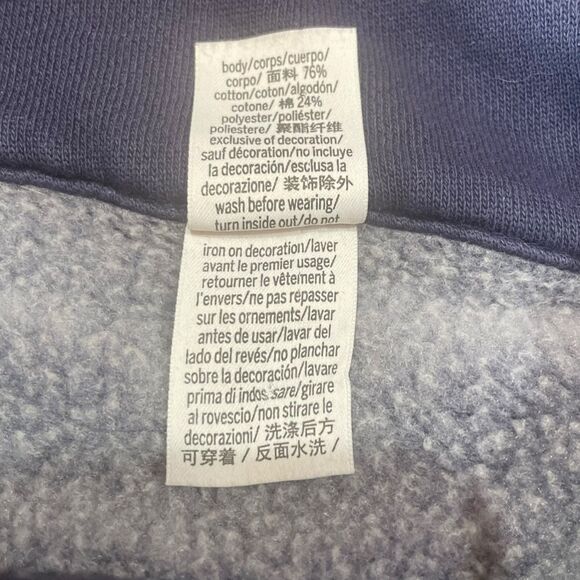 body/corps/cuerpo/
corpo/ 面料 76%
cotton/coton/algodón/
cotone/ 棉 24%
polyester/poliéster/
poliestere/ 聚酯纤维
exclusive of decoration/
sauf décoration/no incluye
la decoración/esclusa la
decorazione/ 装饰除外
wash before wearing/
turn inside out/do not
iron on decoration/laver
avant le premier usage/
retourner le vêtement à
l'envers/ne pas repasser
sur les ornements/lavar
antes de usar/lavar del
lado del revés/no planchar
sobre la decoración/lavare
prima di indossare/girare
al rovescio/non stirare le
decorazioni/ 洗涤后方
可穿着 / 反面水洗 /